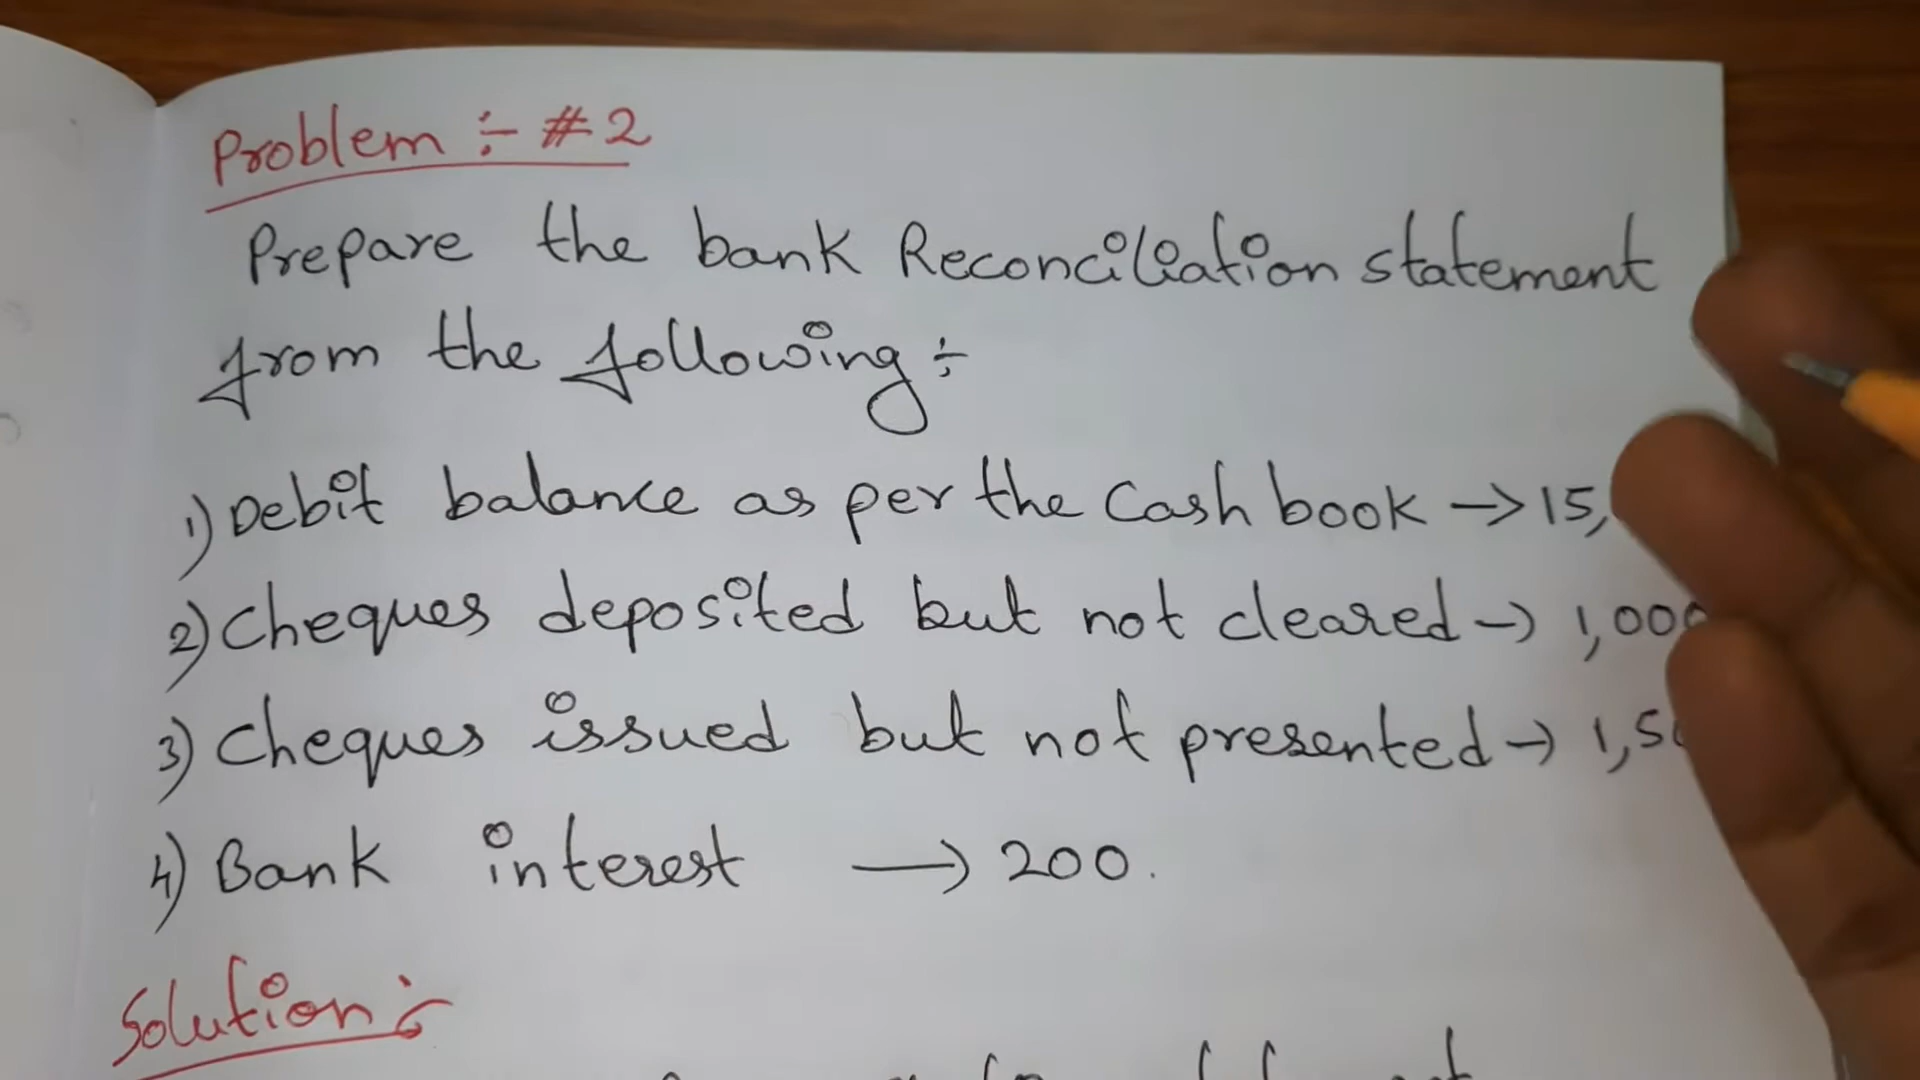 Problem :- #2
Prepare the bank Reconciliation statement
from the following :-
1) Debit balance as per the Cash book → 15,
2) Cheques deposited but not cleared → 1,000
3) Cheques issued but not presented → 1,5
4) Bank interest → 200.
Solution :-